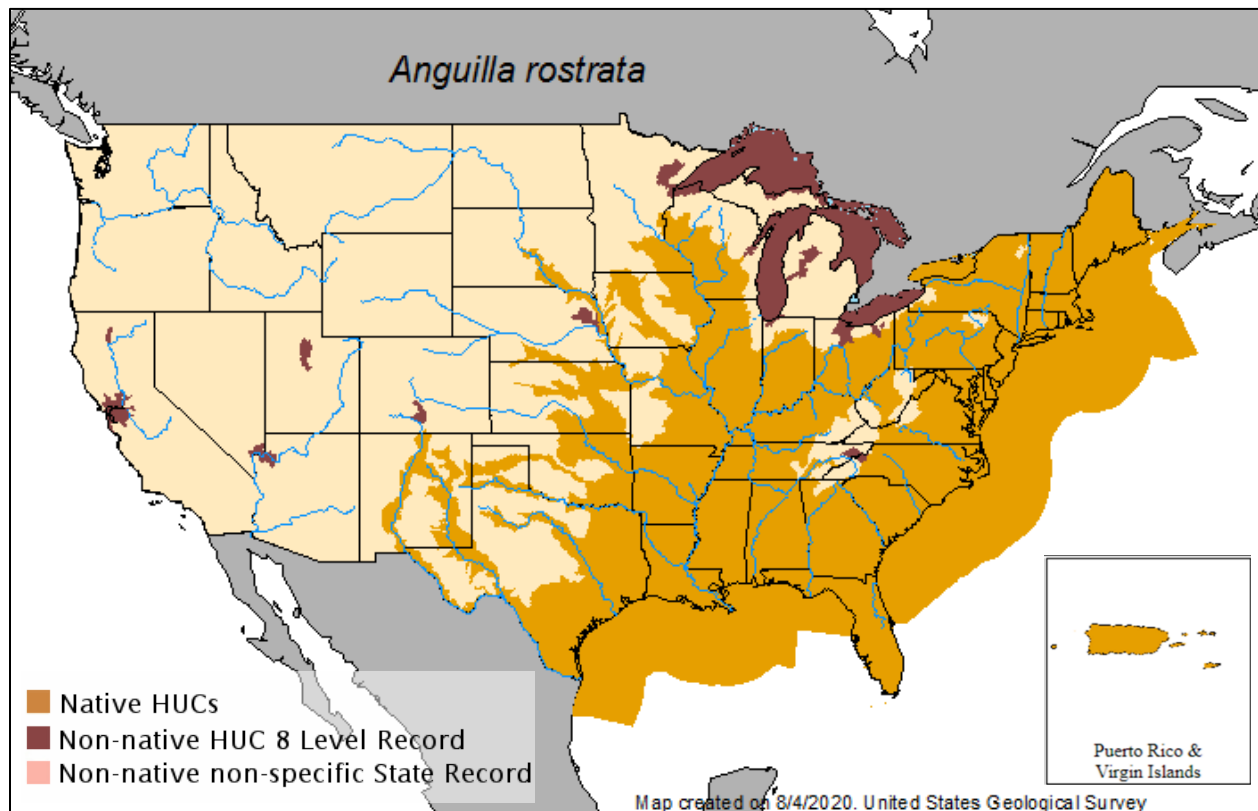 Anguilla rostrata
Native HUCs
Non-native HUC 8 Level Record
Non-native non-specific State Record
Puerto Rico &
Virgin Islands
Map created on 8/4/2020. United States Geological Survey